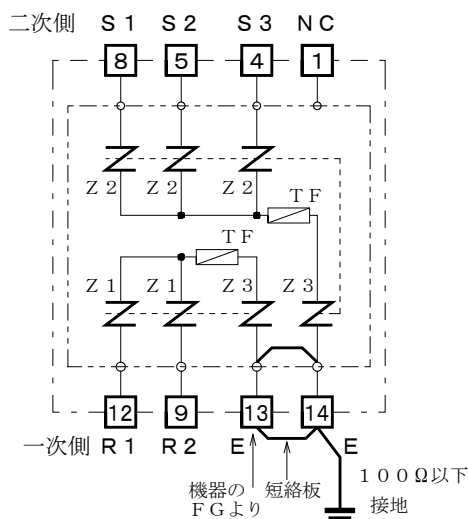 二次側 S1 S2 S3 NC
8 5 4 1
Z2 Z2 Z2
TF
TF
Z1 Z1 Z3 Z3
12 9 13 14
一次側 R1 R2 E E
機器の
FGより
短絡板
100Ω以下
接地